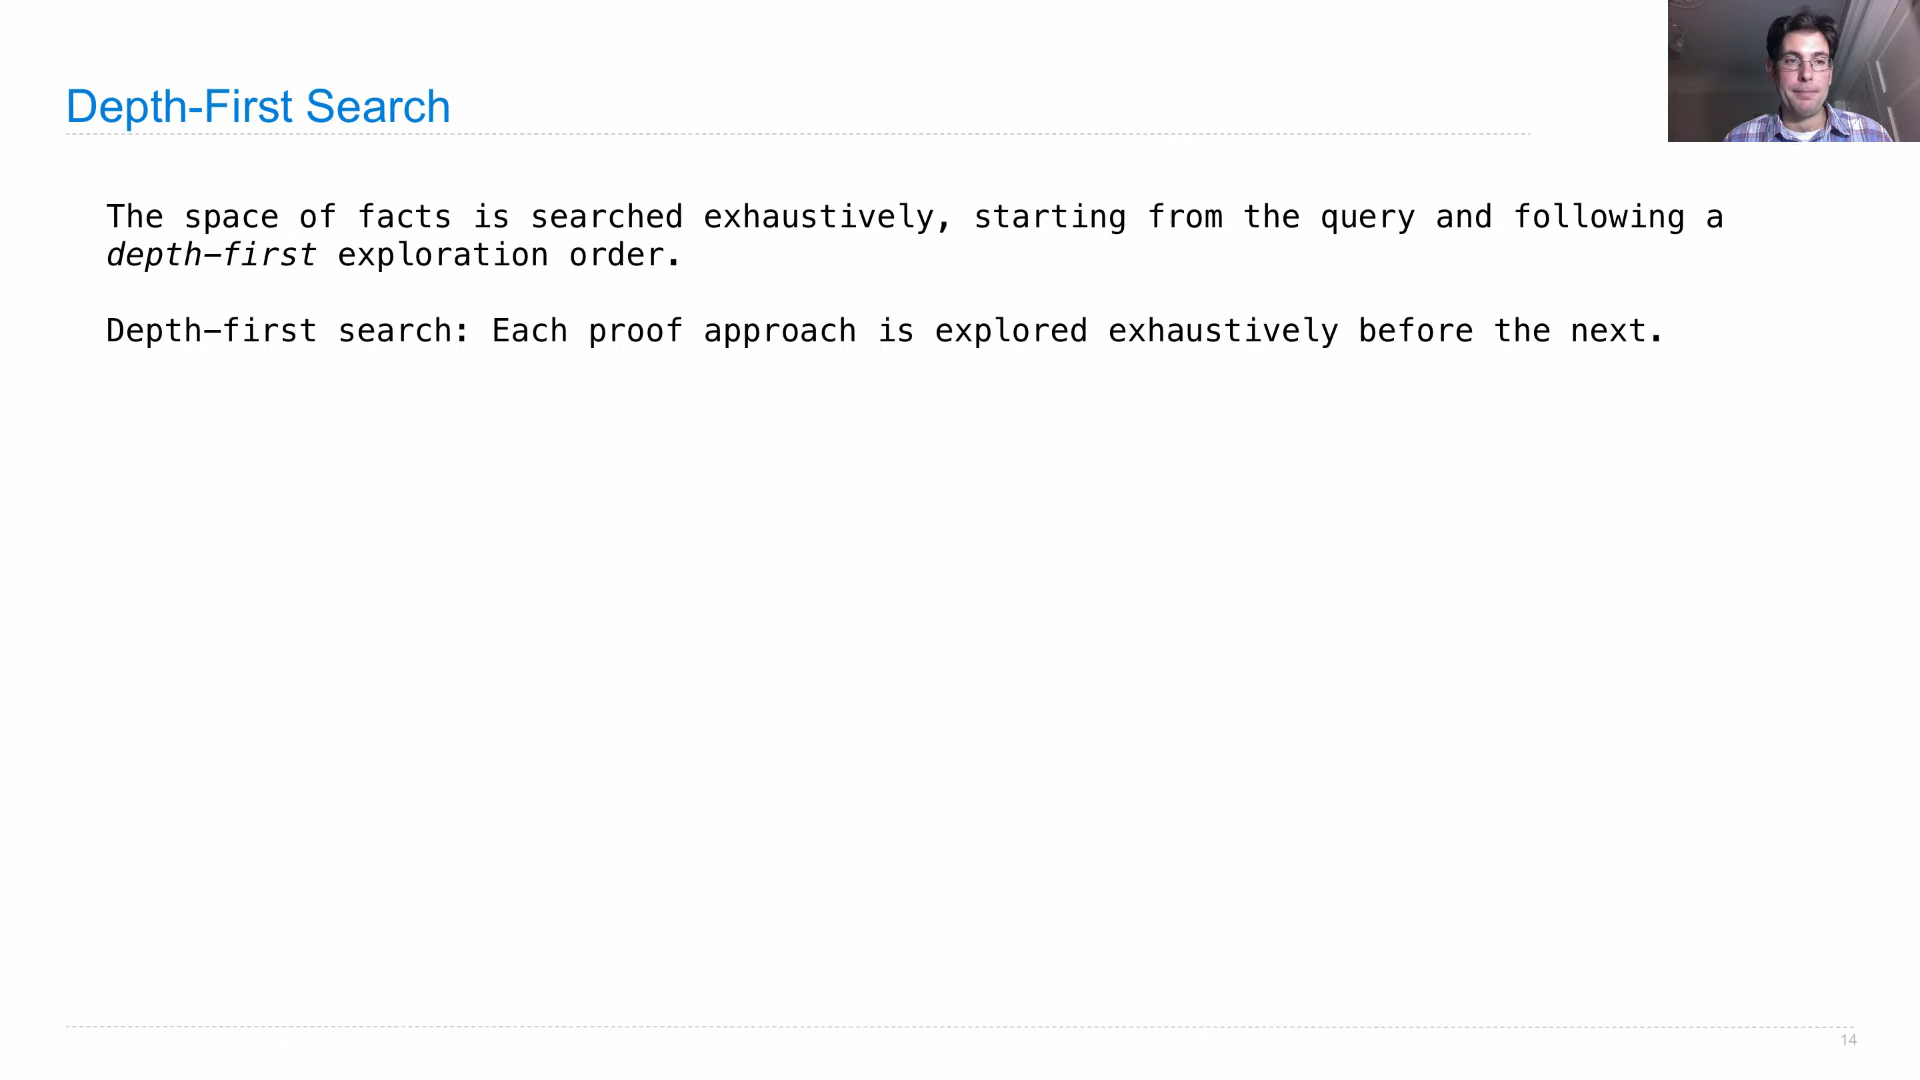 Depth-First Search
The space of facts is searched exhaustively, starting from the query and following a
depth-first exploration order.
Depth-first search: Each proof approach is explored exhaustively before the next.
14